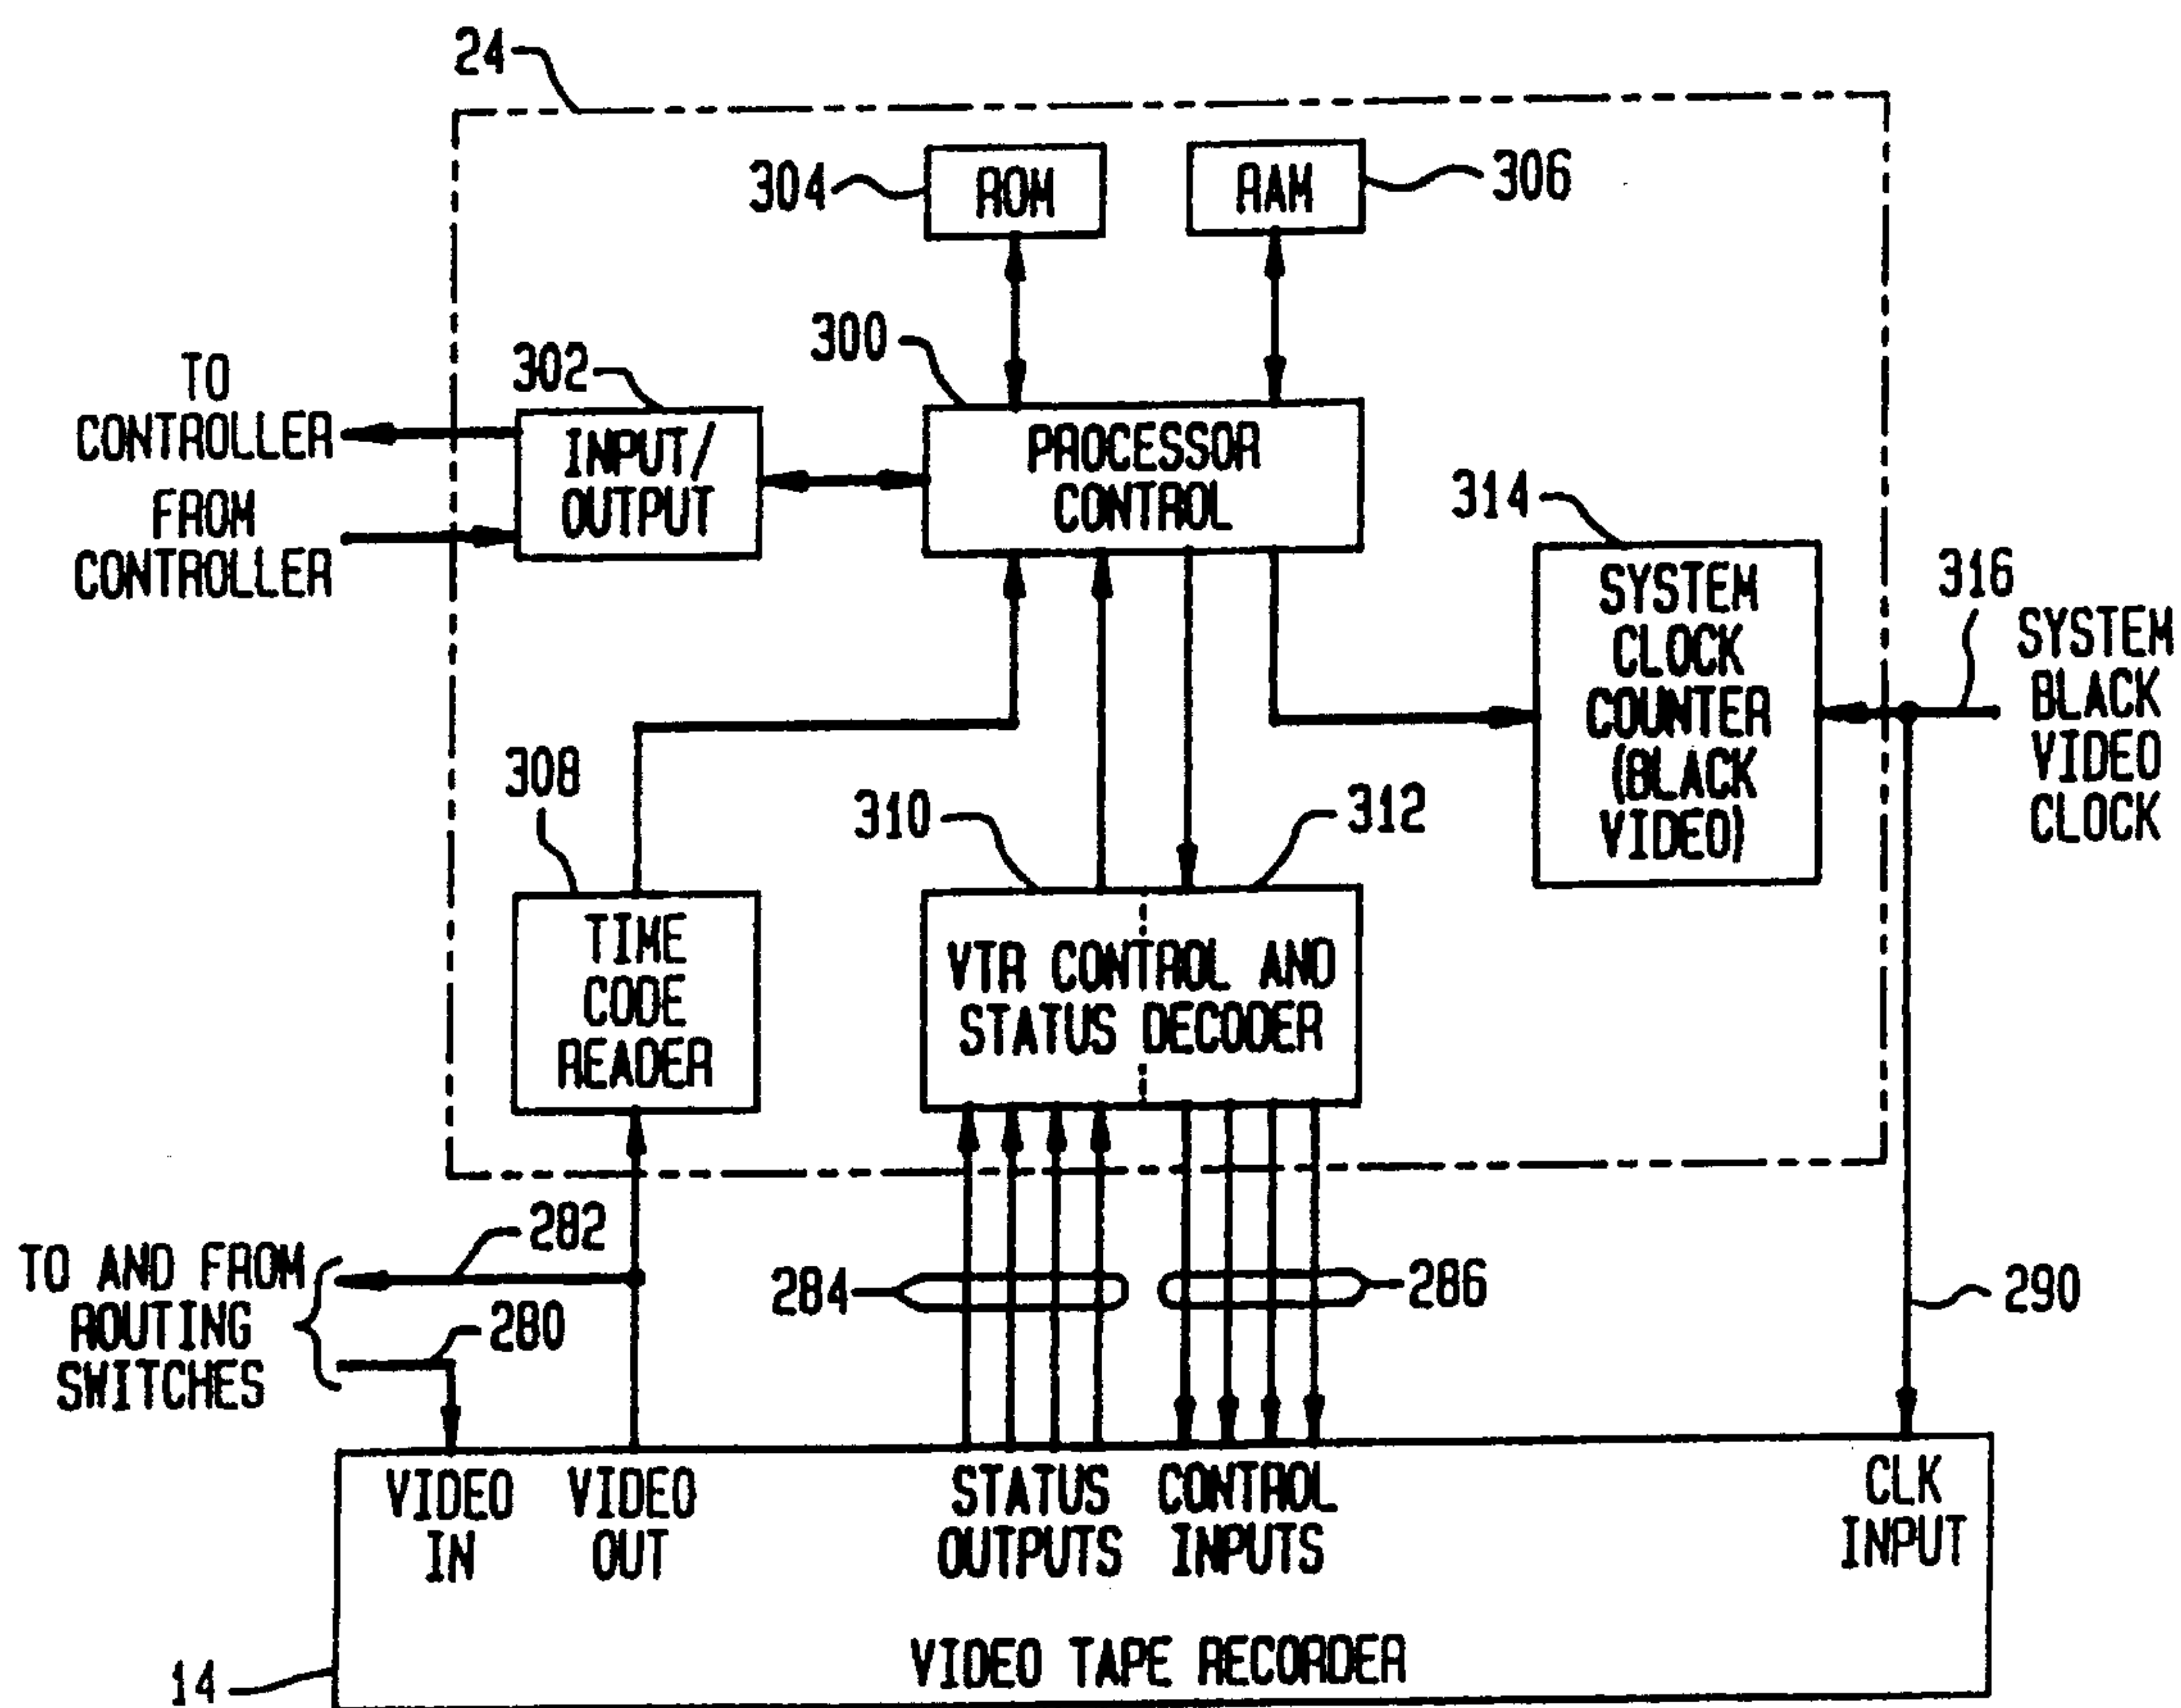 24
304
ROM
RAM
306
300
302
TO
CONTROLLER
FROM
CONTROLLER
INPUT/
OUTPUT
PROCESSOR
CONTROL
314
SYSTEM
CLOCK
COUNTER
(BLACK
VIDEO)
316
SYSTEM
BLACK
VIDEO
CLOCK
308
310
312
TIME
CODE
READER
VTR CONTROL AND
STATUS DECODER
282
TO AND FROM
ROUTING
SWITCHES
280
284
286
290
VIDEO
IN
VIDEO
OUT
STATUS
OUTPUTS
CONTROL
INPUTS
CLK
INPUT
VIDEO TAPE RECORDER
14